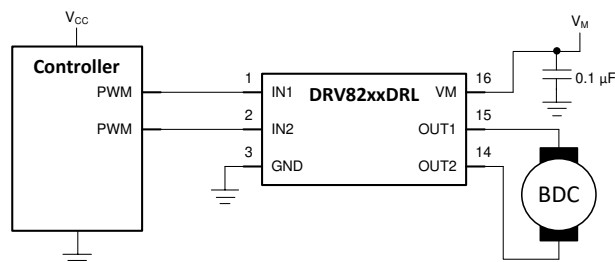 VCC
VM
Controller
PWM
PWM
1
2
3
IN1
IN2
GND
DRV82xxDRL
VM
OUT1
OUT2
16
15
14
0.1 µF
BDC